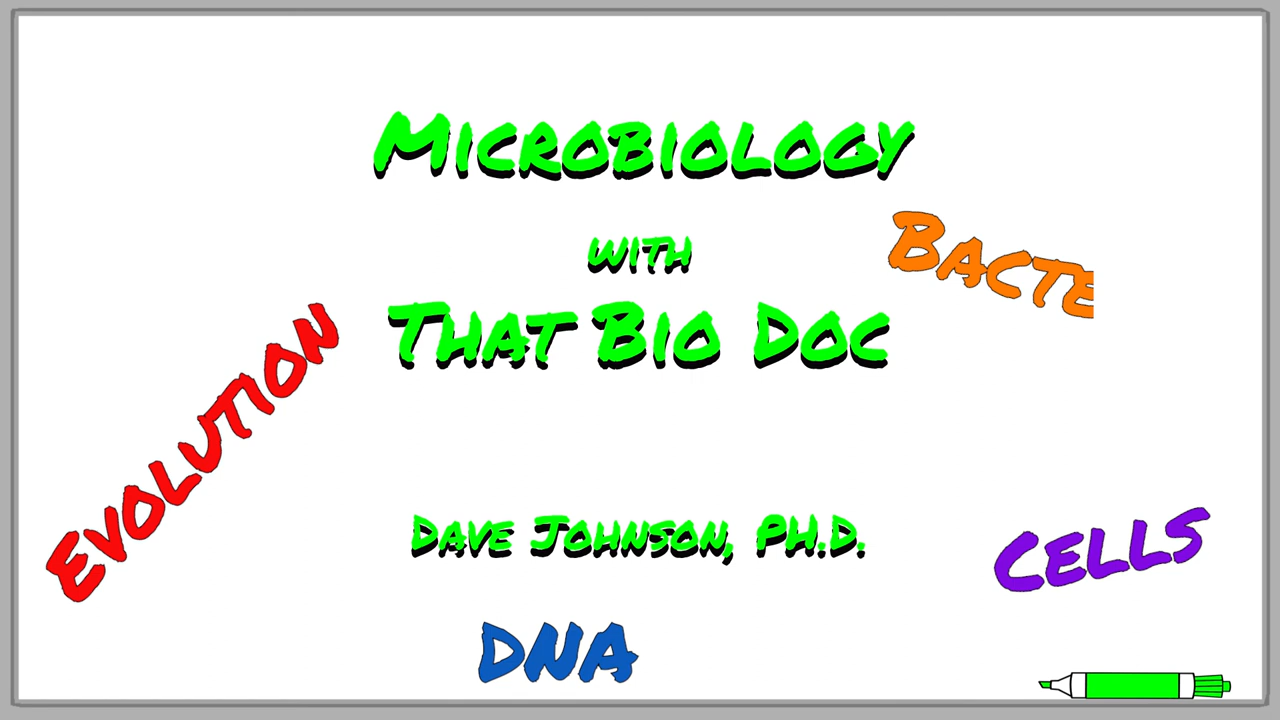 Microbiology
with
Bacte
That Bio Doc
Evolution
Dave Johnson, PH.D.
Cells
DNA